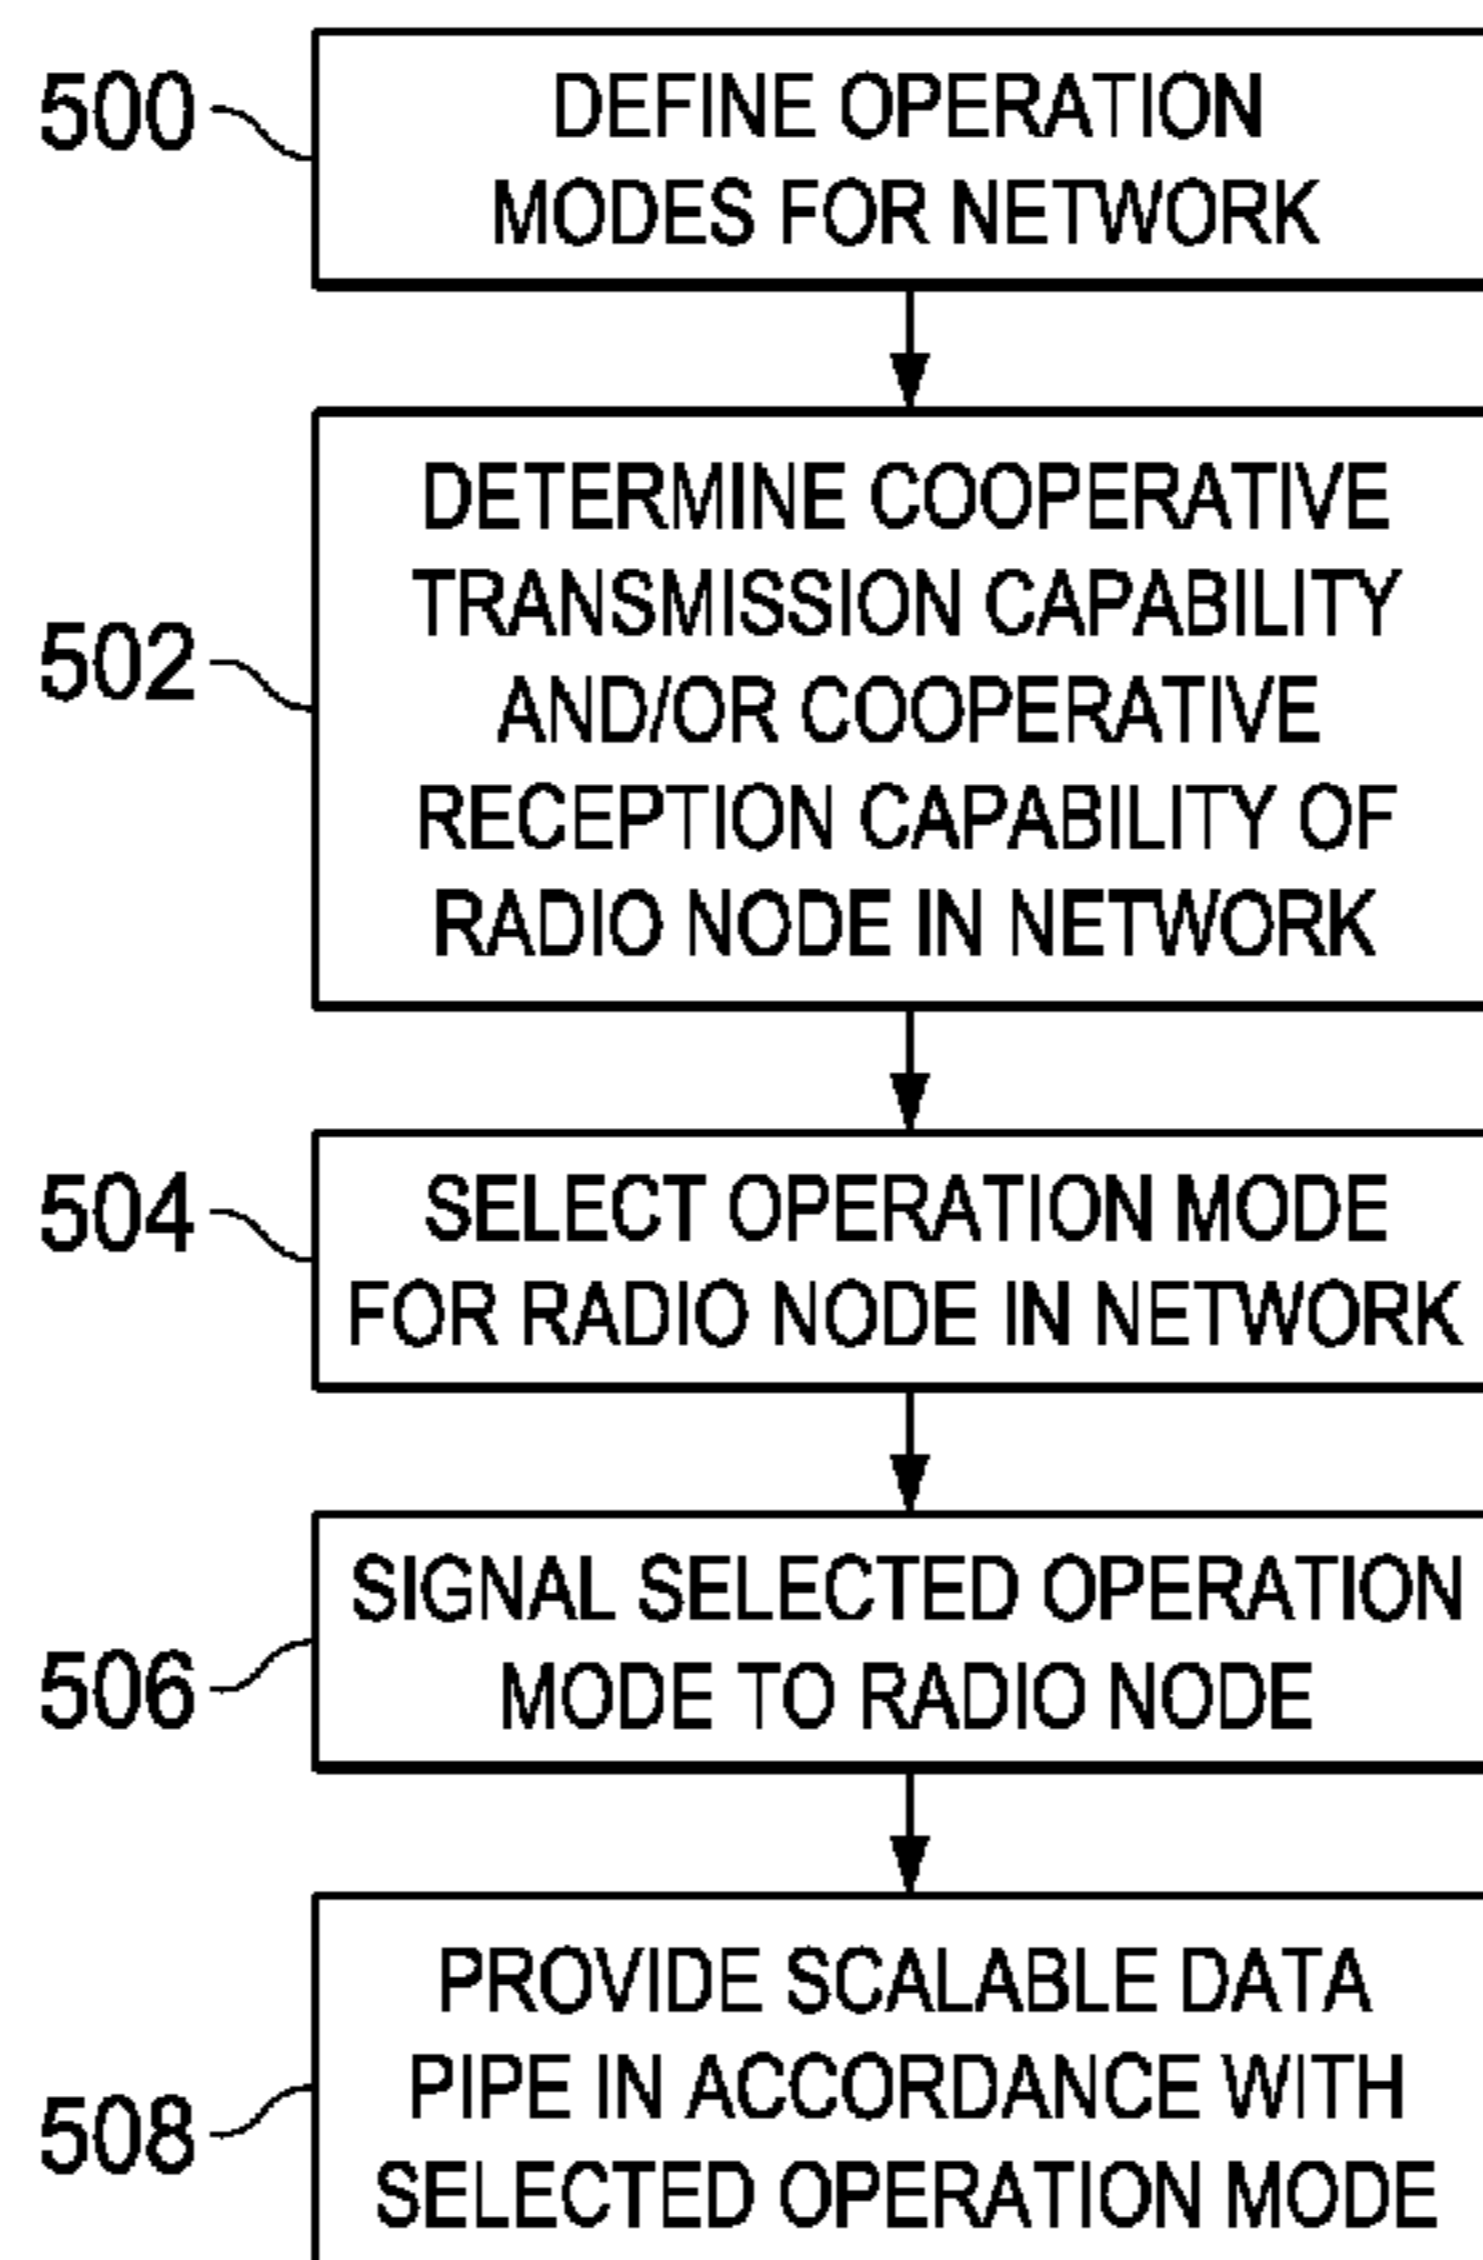 500
DEFINE OPERATION
MODES FOR NETWORK
502
DETERMINE COOPERATIVE
TRANSMISSION CAPABILITY
AND/OR COOPERATIVE
RECEPTION CAPABILITY OF
RADIO NODE IN NETWORK
504
SELECT OPERATION MODE
FOR RADIO NODE IN NETWORK
506
SIGNAL SELECTED OPERATION
MODE TO RADIO NODE
508
PROVIDE SCALABLE DATA
PIPE IN ACCORDANCE WITH
SELECTED OPERATION MODE